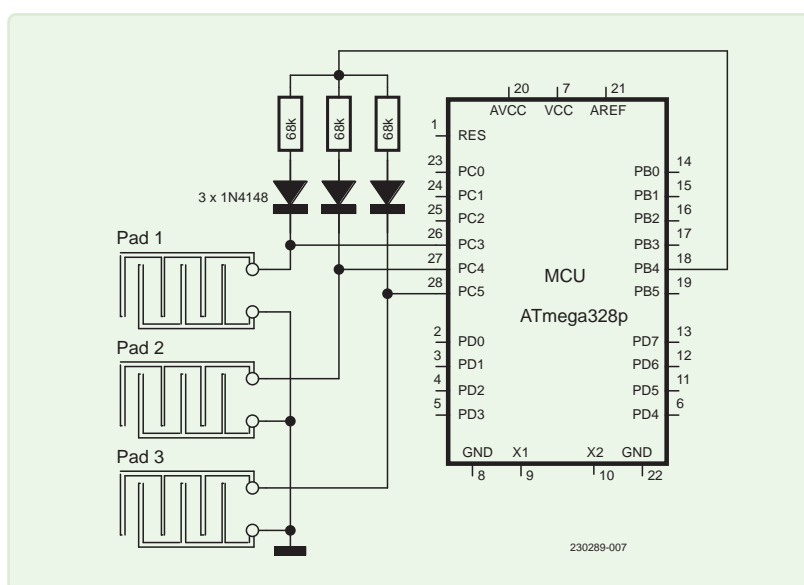 20 7 21
AVCC VCC AREF
68k 68k 68k
1 RES
23 PC0 PB0 14
24 PC1 PB1 15
3 x 1N4148
25 PC2 PB2 16
26 PC3 PB3 17
Pad 1
27 PC4 MCU PB4 18
28 PC5 PB5 19
ATmega328p
2 PD0 PD7 13
Pad 2
3 PD1 PD6 12
4 PD2 PD5 11
5 PD3 PD4 6
Pad 3
GND X1 X2 GND
8 9 10 22
230289-007